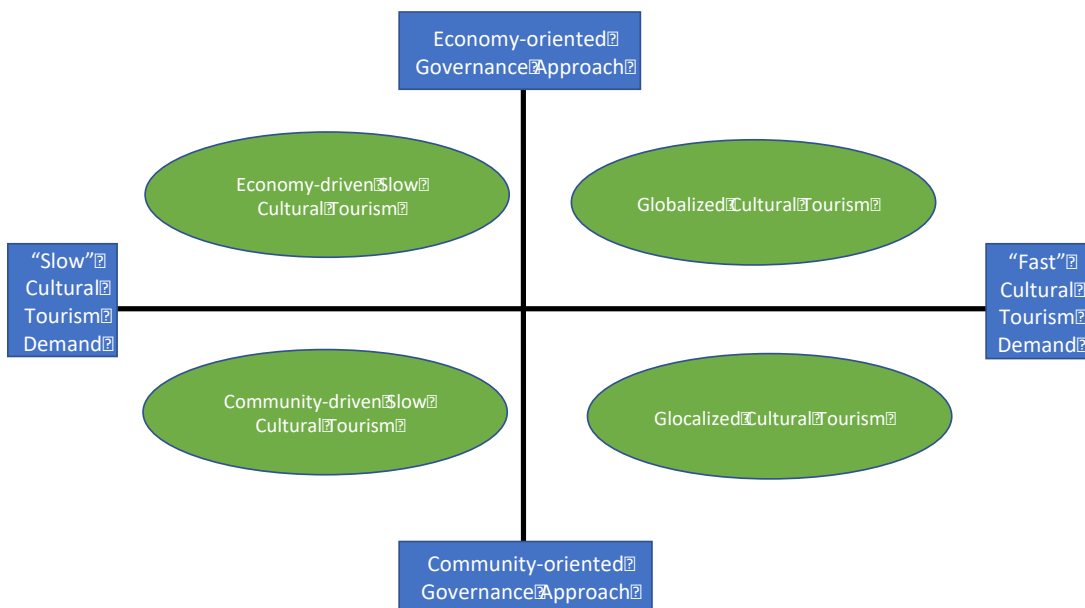 Economy-oriented
Governance Approach
Economy-driven Slow
Cultural Tourism
Globalized Cultural Tourism
“Slow”
Cultural
Tourism
Demand
“Fast”
Cultural
Tourism
Demand
Community-driven Slow
Cultural Tourism
Glocalized Cultural Tourism
Community-oriented
Governance Approach